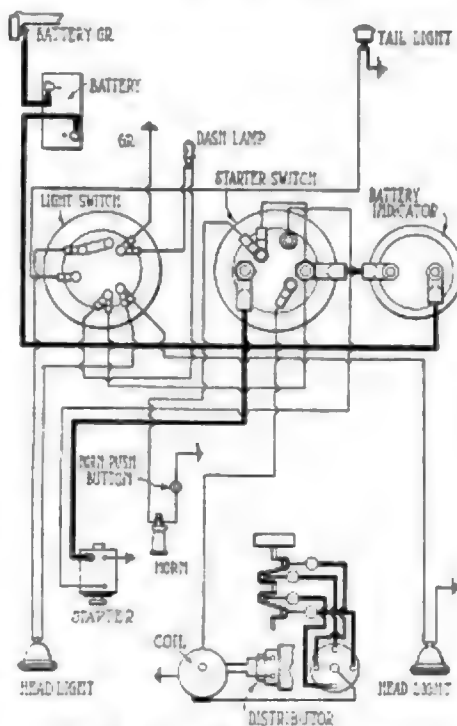 BATTERY GR.
TAIL LIGHT
BATTERY
GR.
DASH LAMP
LIGHT SWITCH
STARTER SWITCH
BATTERY
INDICATOR
HORN PUSH
BUTTON
HORN
STARTER
COIL
HEAD LIGHT
HEAD LIGHT
DISTRIBUTOR